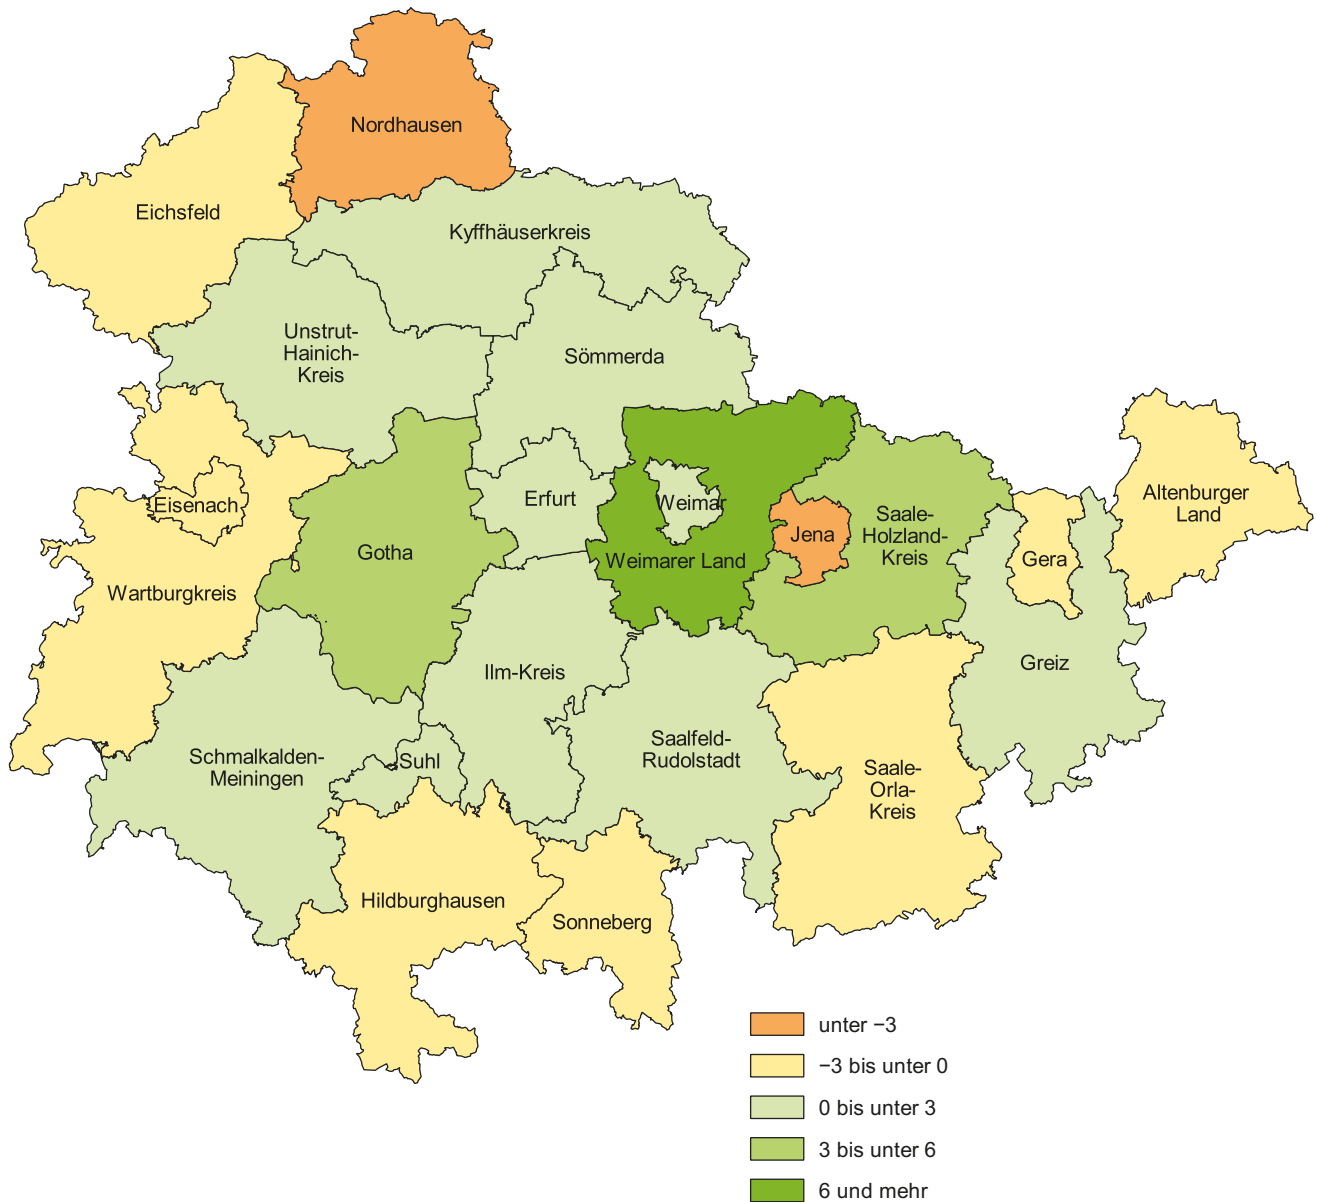 Nordhausen
Eichsfeld
Kyffhäuserkreis
Unstrut-
Hainich-
Kreis
Sömmerda
Eisenach
Erfurt
Weimar
Altenburger
Land
Gotha
Weimarer Land
Jena
Saale-
Holzland-
Kreis
Gera
Wartburgkreis
Ilm-Kreis
Greiz
Schmalkalden-
Meiningen
Suhl
Saalfeld-
Rudolstadt
Saale-
Orla-
Kreis
Hildburghausen
Sonneberg
unter −3
−3 bis unter 0
0 bis unter 3
3 bis unter 6
6 und mehr